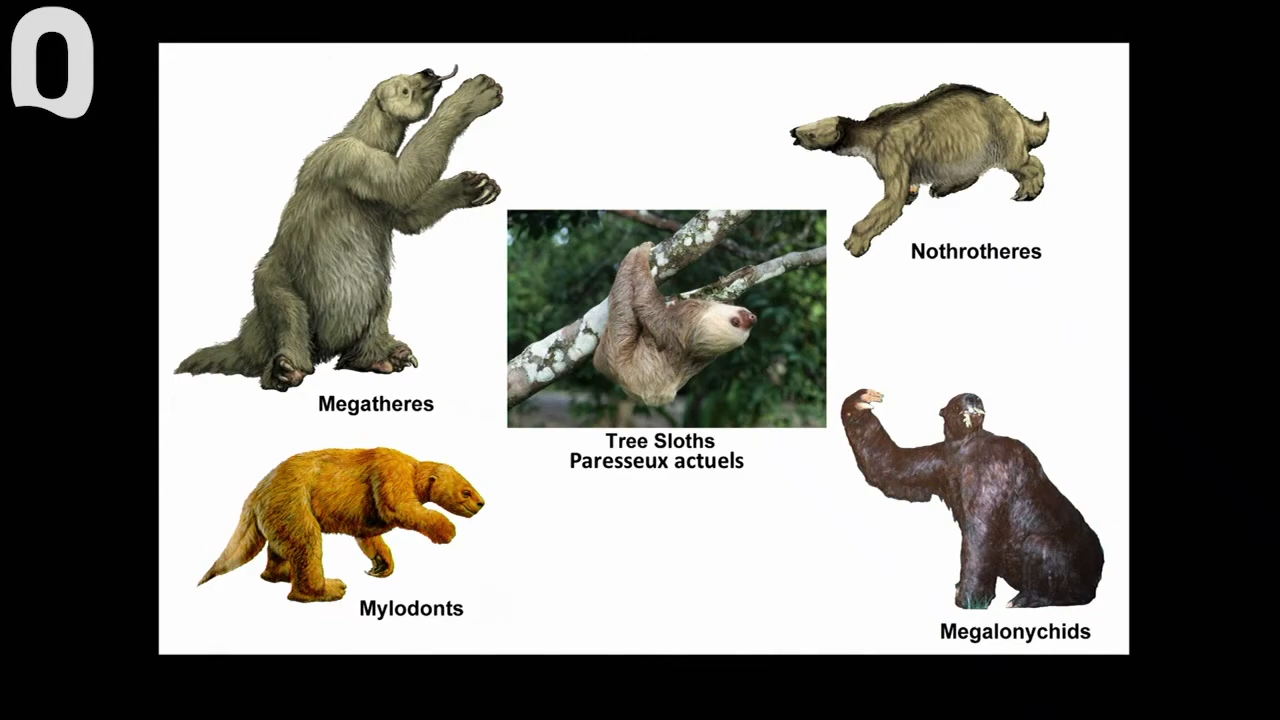 Q
Megatheres
Nothrotheres
Tree Sloths
Paresseux actuels
Mylodonts
Megalonychids